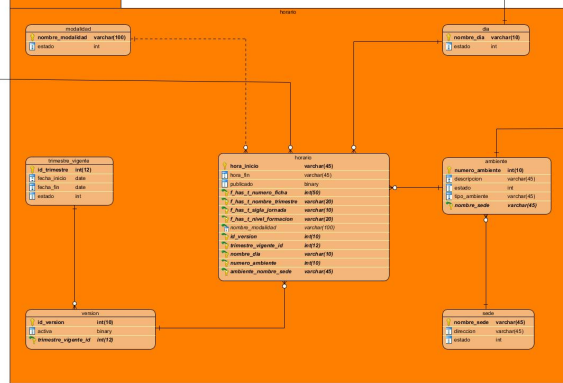 horario
modalidad
nombre_modalidad varchar(100)
estado int
dia
nombre_dia varchar(10)
estado int
trimestre_vigente
id_trimestre int(12)
fecha_inicio date
fecha_fin date
estado int
horario
hora_inicio varchar(45)
hora_fin varchar(45)
publicado binary
f_has_t_numero_ficha int(50)
f_has_t_nombre_trimestre varchar(20)
f_has_t_sigla_jornada varchar(10)
f_has_t_nivel_formacion varchar(20)
nombre_modalidad varchar(100)
id_version int(10)
trimestre_vigente_id int(12)
nombre_dia varchar(10)
numero_ambiente int(10)
ambiente_nombre_sede varchar(45)
ambiente
numero_ambiente int(10)
descripcion varchar(45)
estado int
tipo_ambiente varchar(45)
nombre_sede varchar(45)
version
id_version int(10)
activa binary
trimestre_vigente_id int(12)
sede
nombre_sede varchar(45)
direccion varchar(45)
estado int